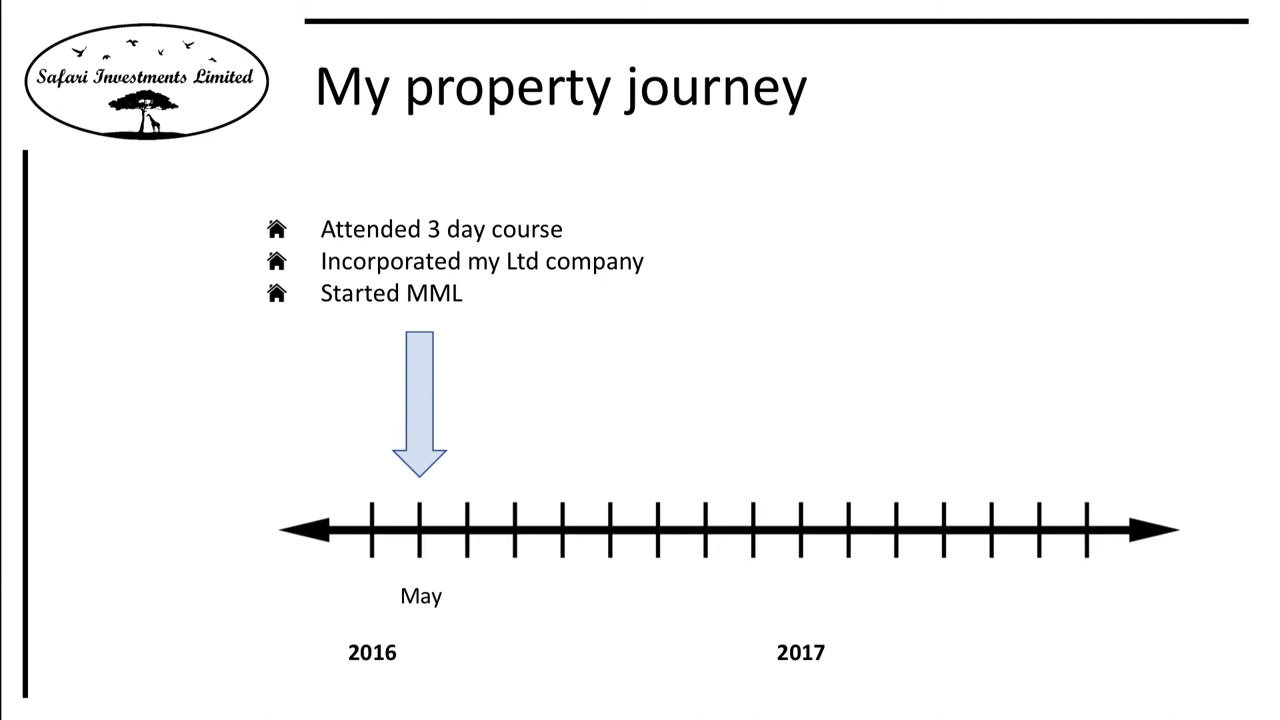 Safari Investments Limited
My property journey
Attended 3 day course
Incorporated my Ltd company
Started MML
May
2016 2017